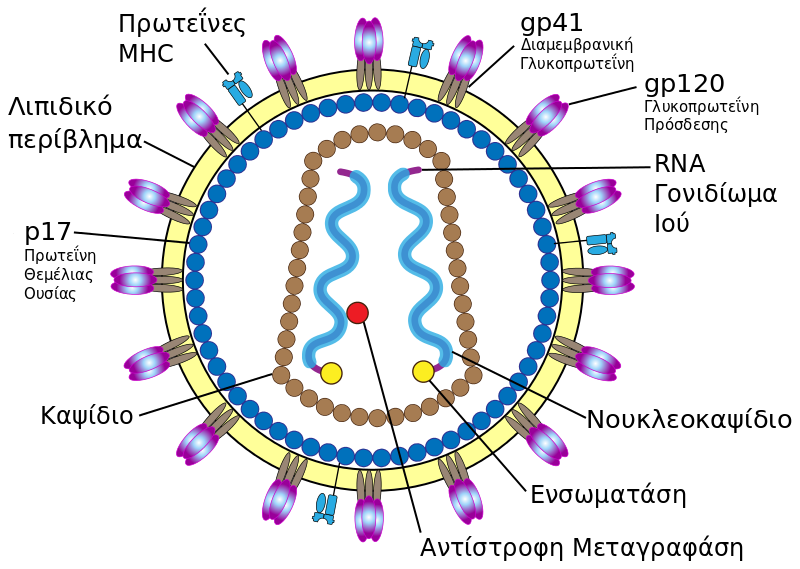 Πρωτεΐνες
MHC
gp41
Διαμεμβρανική
Γλυκοπρωτεΐνη
gp120
Γλυκοπρωτεΐνη
Πρόσδεσης
Λιπιδικό
περίβλημα
RNA
Γονιδίωμα
Ιού
p17
Πρωτεΐνη
Θεμέλιας
Ουσίας
Καψίδιο
Νουκλεοκαψίδιο
Ενσωματάση
Αντίστροφη Μεταγραφάση